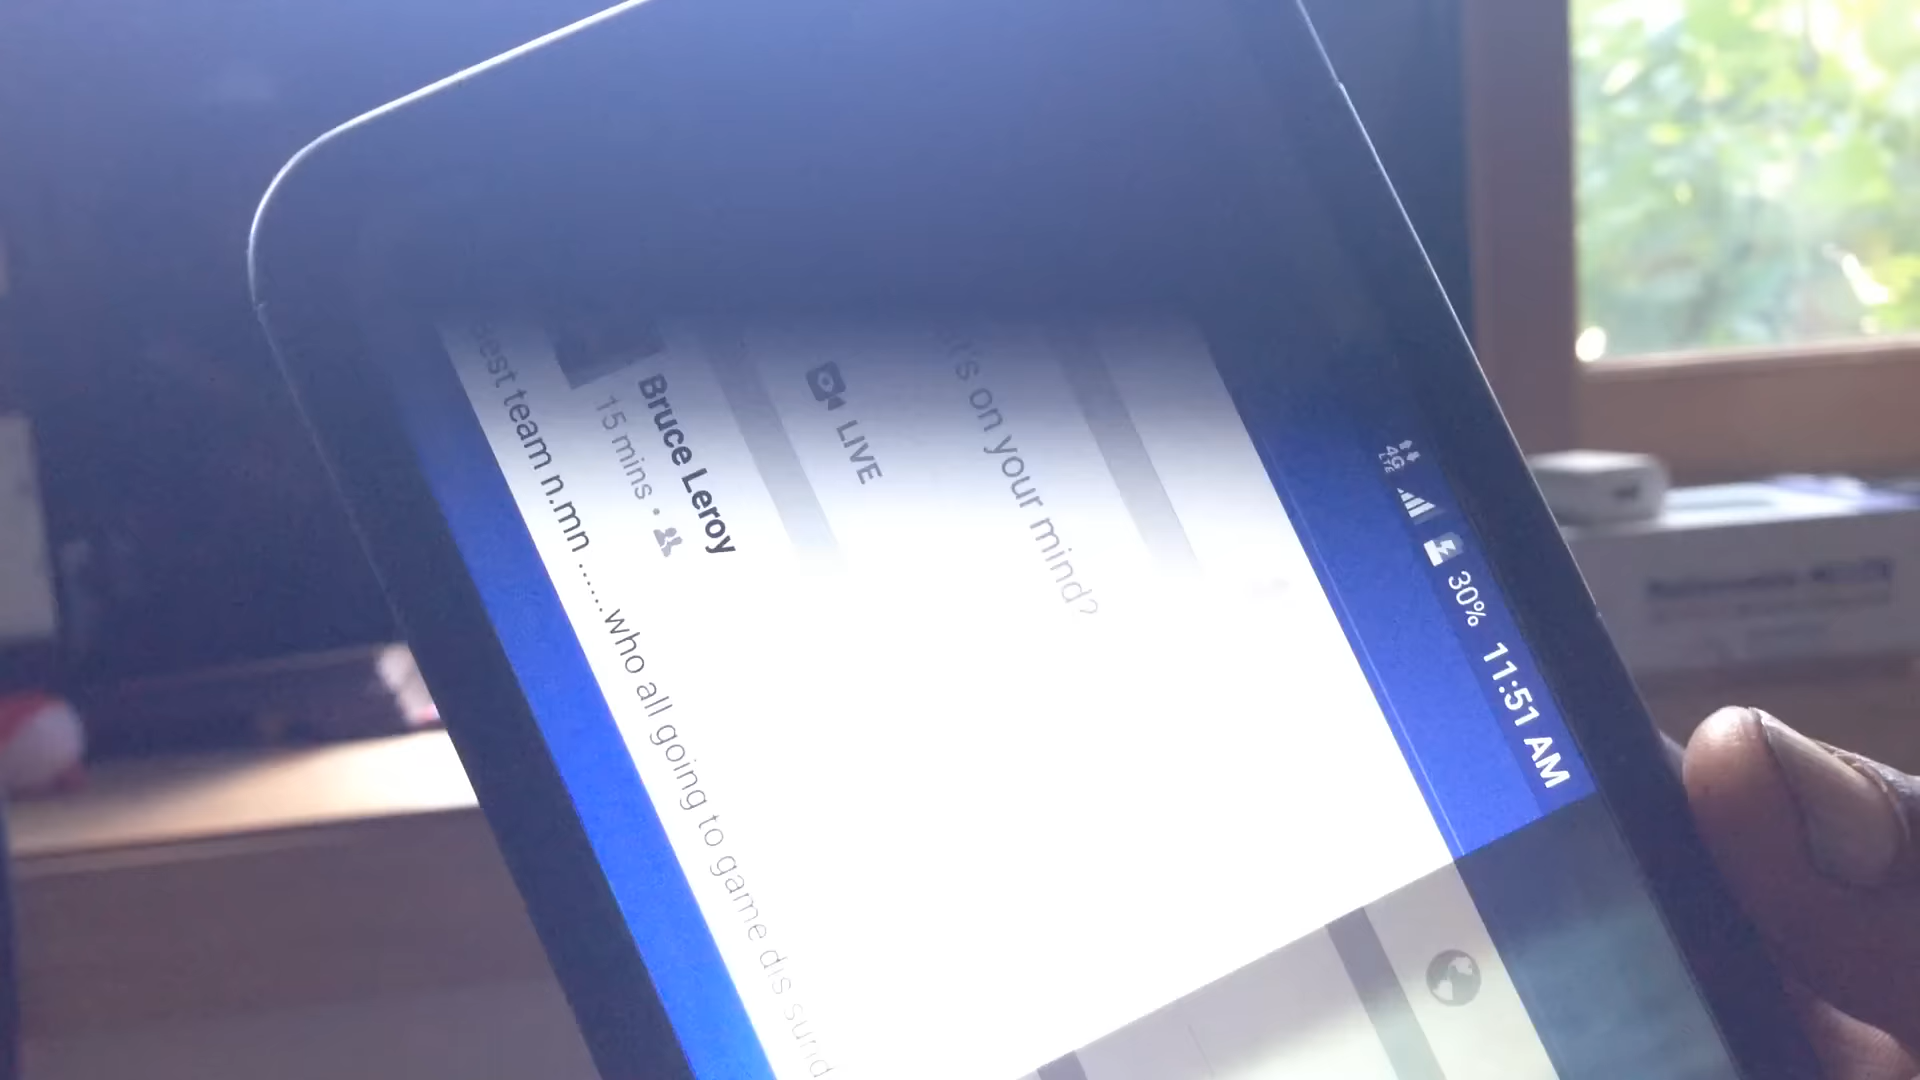 4G LTE 30% 11:51 AM
on your mind?
LIVE
Bruce Leroy
15 mins •
team n.mn ......who all going to game dis